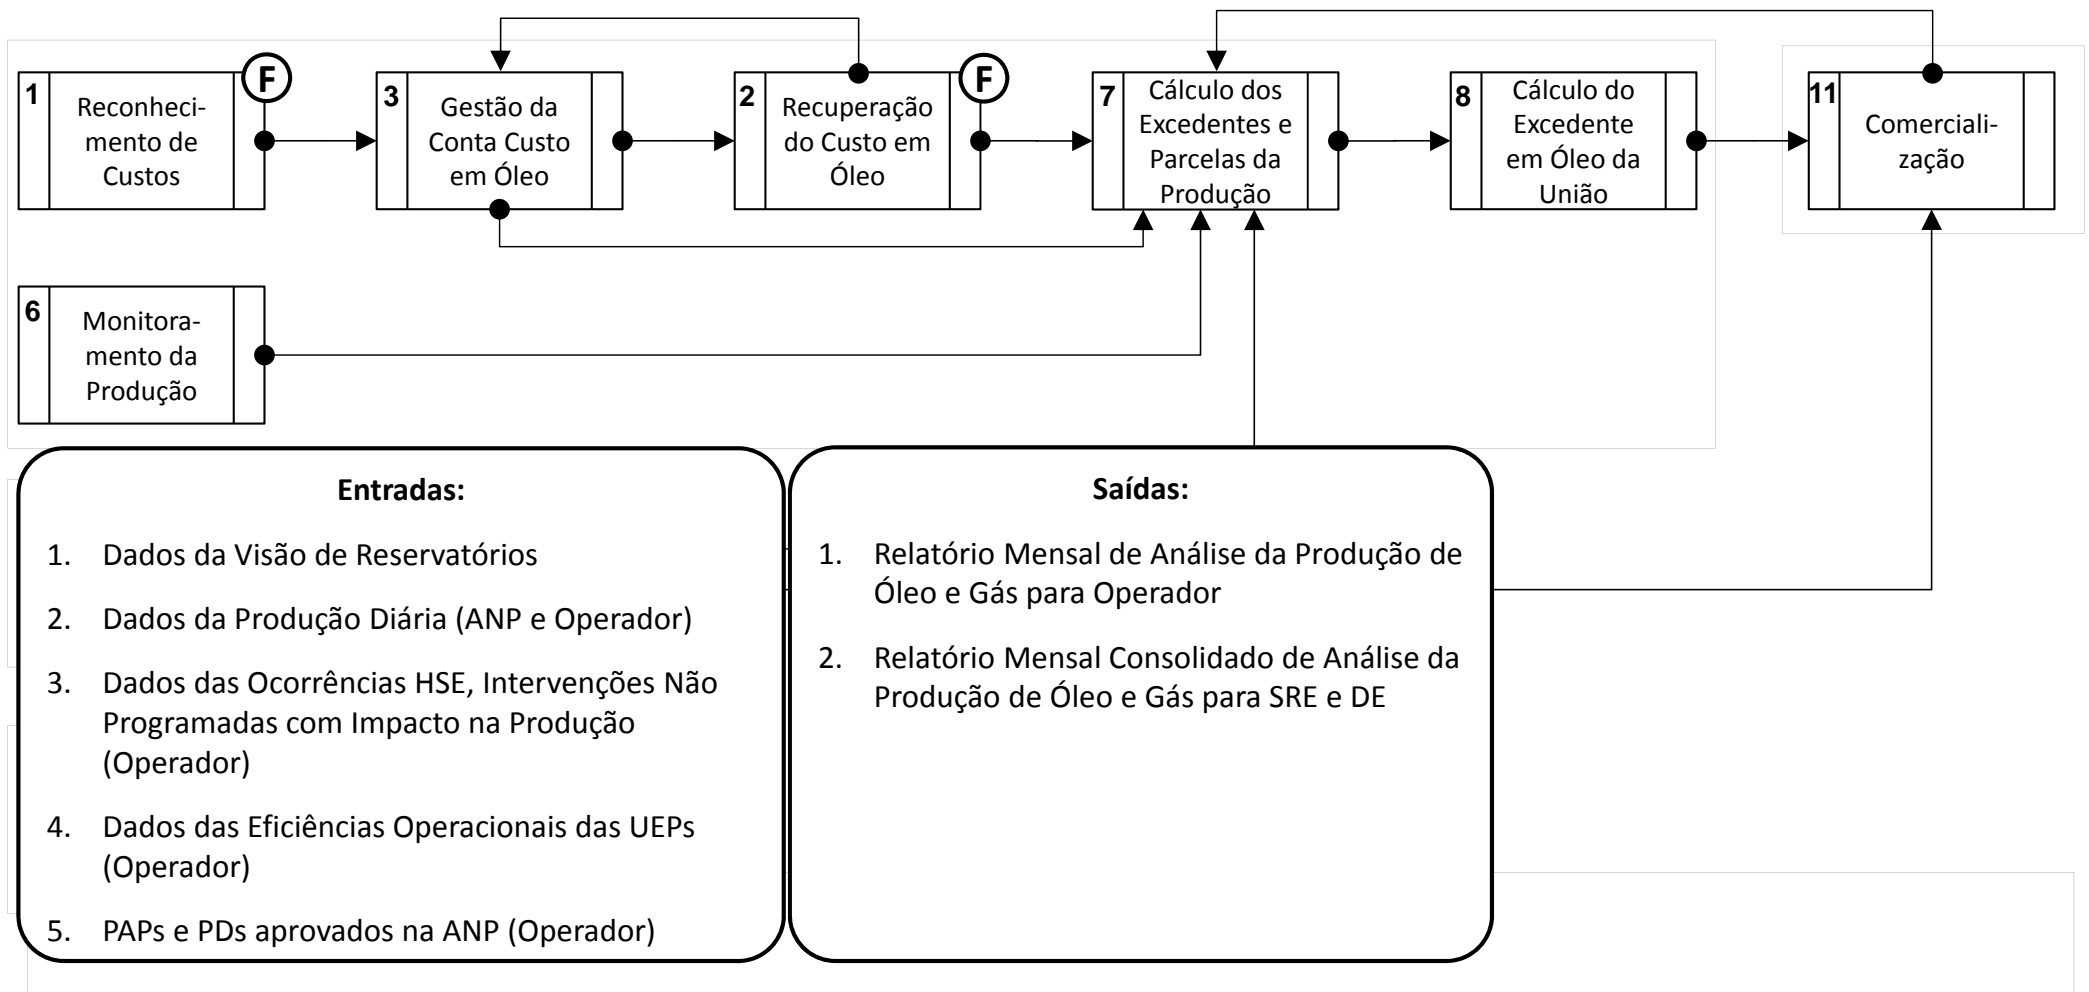 1
Reconheci-
mento de
Custos
F
3
Gestão da
Conta Custo
em Óleo
2
Recuperação
do Custo em
Óleo
F
7
Cálculo dos
Excedentes e
Parcelas da
Produção
8
Cálculo do
Excedente
em Óleo da
União
11
Comerciali-
zação
6
Monitora-
mento da
Produção
Entradas:
1. Dados da Visão de Reservatórios
2. Dados da Produção Diária (ANP e Operador)
3. Dados das Ocorrências HSE, Intervenções Não
Programadas com Impacto na Produção
(Operador)
4. Dados das Eficiências Operacionais das UEPs
(Operador)
5. PAPs e PDs aprovados na ANP (Operador)
Saídas:
1. Relatório Mensal de Análise da Produção de
Óleo e Gás para Operador
2. Relatório Mensal Consolidado de Análise da
Produção de Óleo e Gás para SRE e DE